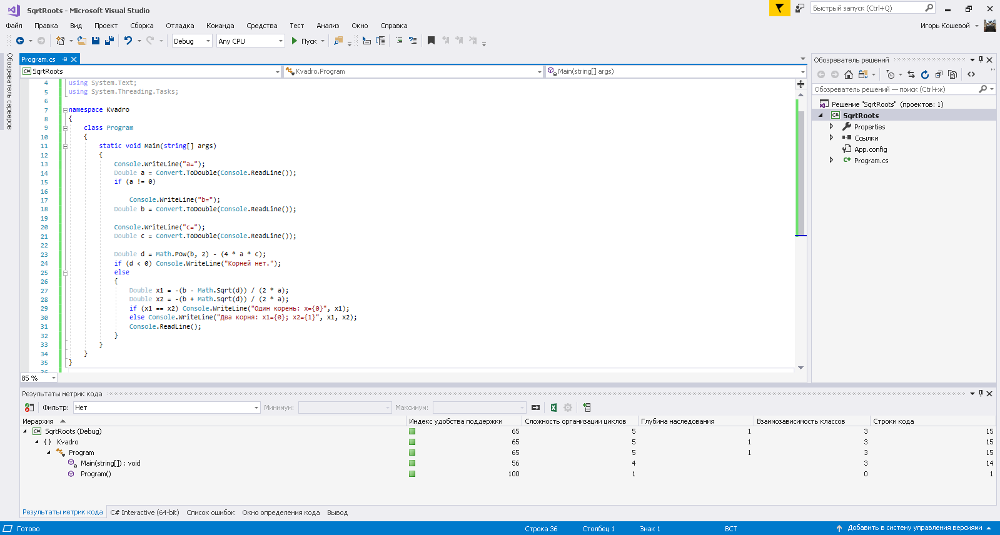 SqrtRoots - Microsoft Visual Studio
Быстрый запуск (Ctrl+Q)
Файл Правка Вид Проект Сборка Отладка Команда Средства Тест Анализ Окно Справка
Игорь Кошевой
Debug Any CPU Пуск
Обозреватель серверов
Program.cs
SqrtRoots Kvadro.Program Main(string[] args)
4 using System.Text;
5 using System.Threading.Tasks;
6
7 namespace Kvadro
8 {
9 class Program
10 {
11 static void Main(string[] args)
12 {
13 Console.WriteLine("a=");
14 Double a = Convert.ToDouble(Console.ReadLine());
15 if (a != 0)
16
17 Console.WriteLine("b=");
18 Double b = Convert.ToDouble(Console.ReadLine());
19
20 Console.WriteLine("c=");
21 Double c = Convert.ToDouble(Console.ReadLine());
22
23 Double d = Math.Pow(b, 2) - (4 * a * c);
24 if (d < 0) Console.WriteLine("Корней нет.");
25 else
26 {
27 Double x1 = -(b - Math.Sqrt(d)) / (2 * a);
28 Double x2 = -(b + Math.Sqrt(d)) / (2 * a);
29 if (x1 == x2) Console.WriteLine("Один корень: x={0}", x1);
30 else Console.WriteLine("Два корня: x1={0}; x2={1}", x1, x2);
31 Console.ReadLine();
32 }
33 }
34 }
35 }
36
85 %
Обозреватель решений
Обозреватель решений — поиск (Ctrl+ж)
Решение "SqrtRoots" (проектов: 1)
C# SqrtRoots
Properties
Ссылки
App.config
C# Program.cs
Результаты метрик кода
Фильтр: Нет Минимум: Максимум:
Иерархия Индекс удобства поддержки Сложность организации циклов Глубина наследования Взаимозависимость классов Строки кода
C# SqrtRoots (Debug) 65 5 1 3 15
{ } Kvadro 65 5 1 3 15
Program 65 5 1 3 15
Main(string[]) : void 56 4 3 14
Program() 100 1 0 1
Результаты метрик кода C# Interactive (64-bit) Список ошибок Окно определения кода Вывод
Готово Строка 36 Столбец 1 Знак 1 ВСТ Добавить в систему управления версиями